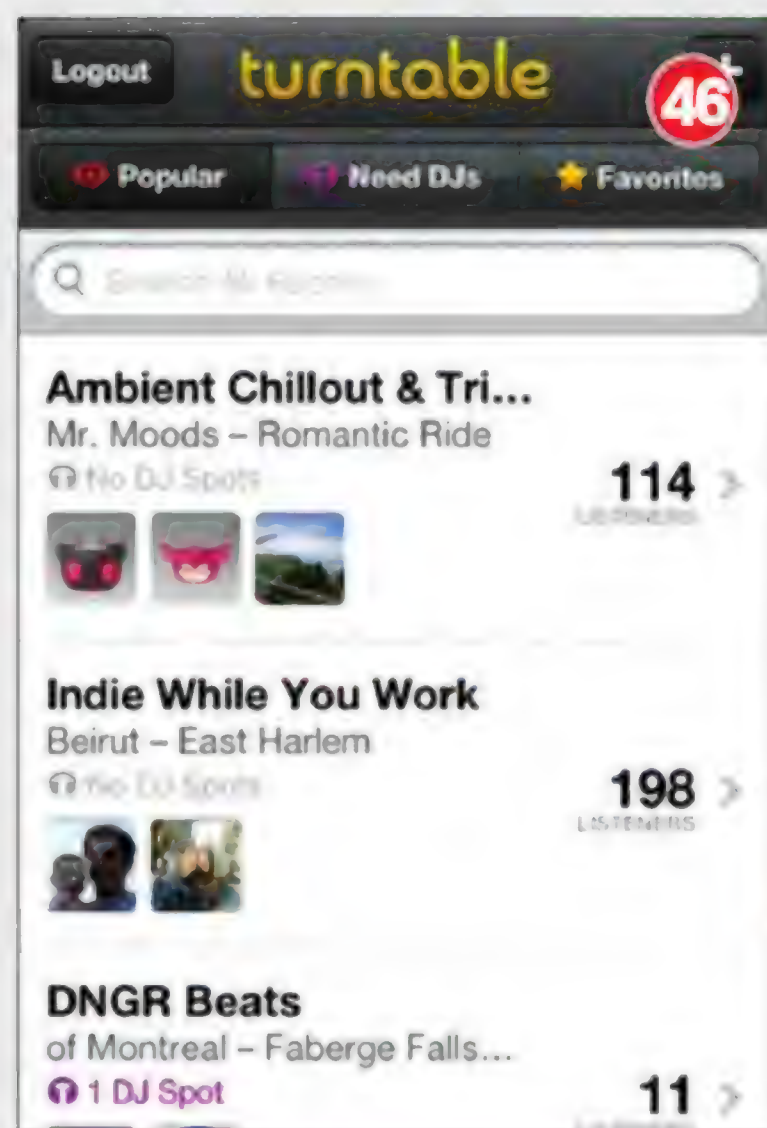 Logout turntable 46
Popular Need DJs Favorites
Ambient Chillout & Tri...
Mr. Moods – Romantic Ride
No DJ Spots
114
LISTENERS
Indie While You Work
Beirut – East Harlem
No DJ Spots
198
LISTENERS
DNGR Beats
of Montreal – Faberge Falls...
1 DJ Spot
11